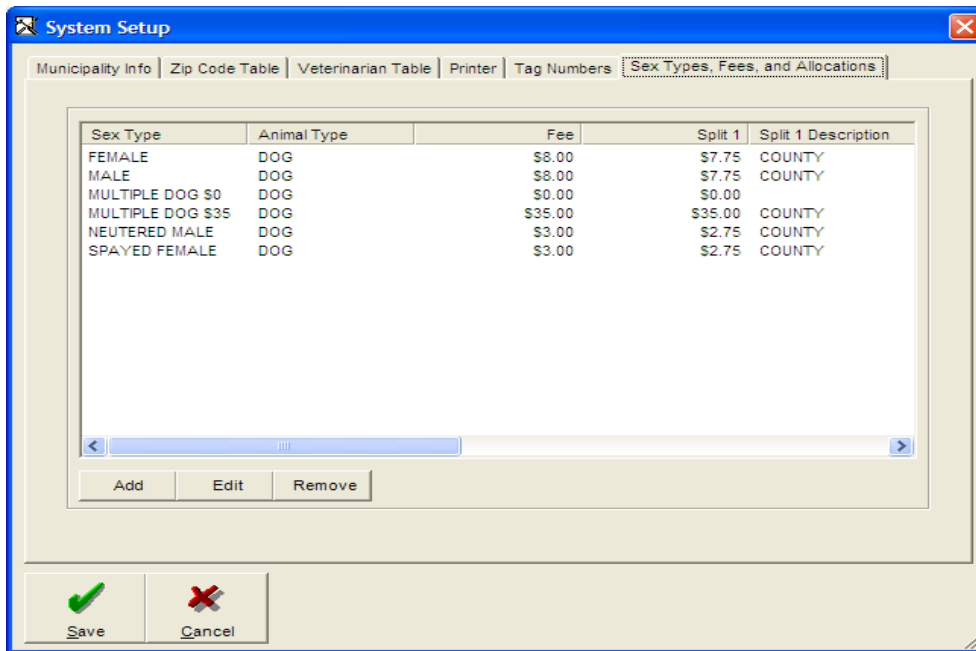 System Setup
Municipality Info Zip Code Table Veterinarian Table Printer Tag Numbers Sex Types, Fees, and Allocations
Sex Type Animal Type Fee Split 1 Split 1 Description
FEMALE DOG $8.00 $7.75 COUNTY
MALE DOG $8.00 $7.75 COUNTY
MULTIPLE DOG $0 DOG $0.00 $0.00
MULTIPLE DOG $35 DOG $35.00 $35.00 COUNTY
NEUTERED MALE DOG $3.00 $2.75 COUNTY
SPAYED FEMALE DOG $3.00 $2.75 COUNTY
Add Edit Remove
Save Cancel